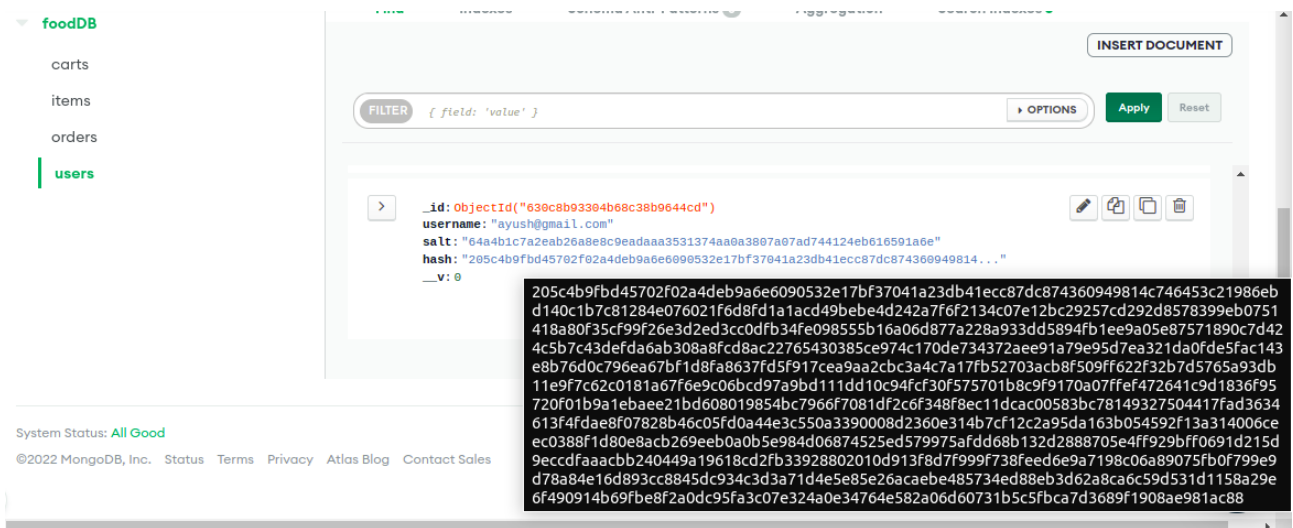 foodDB
carts
items
orders
users
INSERT DOCUMENT
FILTER { field: 'value' } OPTIONS Apply Reset
_id: ObjectId("630c8b93304b68c38b9644cd")
username: "ayush@gmail.com"
salt: "64a4b1c7a2eab26a8e8c9eadaaa3531374aa0a3807a07ad744124eb616591a6e"
hash: "205c4b9fbd45702f02a4deb9a6e6090532e17bf37041a23db41ecc87dc874360949814..."
__v: 0
205c4b9fbd45702f02a4deb9a6e6090532e17bf37041a23db41ecc87dc874360949814c746453c21986eb
d140c1b7c81284e076021f6d8fd1a1acd49bebe4d242a7f6f2134c07e12bc29257cd292d8578399eb0751
418a80f35cf99f26e3d2ed3cc0dfb34fe098555b16a06d877a228a933dd5894fb1ee9a05e87571890c7d42
4c5b7c43defda6ab308a8fcd8ac22765430385ce974c170de734372aee91a79e95d7ea321da0fde5fac143
e8b76d0c796ea67bf1d8fa8637fd5f917cea9aa2cbc3a4c7a17fb52703acb8f509ff622f32b7d5765a93db
11e9f7c62c0181a67f6e9c06bcd97a9bd111dd10c94fcf30f575701b8c9f9170a07ffef472641c9d1836f95
720f01b9a1ebaee21bd608019854bc7966f7081df2c6f348f8ec11dcac00583bc78149327504417fad3634
613f4fdae8f07828b46c05fd0a44e3c550a3390008d2360e314b7cf12c2a95da163b054592f13a314006ce
ec0388f1d80e8acb269eeb0a0b5e984d06874525ed579975afdd68b132d2888705e4ff929bff0691d215d
9eccdfaaacbb240449a19618cd2fb33928802010d913f8d7f999f738feed6e9a7198c06a89075fb0f799e9
d78a84e16d893cc8845dc934c3d3a71d4e5e85e26acaebe485734ed88eb3d62a8ca6c59d531d1158a29e
6f490914b69fbe8f2a0dc95fa3c07e324a0e34764e582a06d60731b5c5fbca7d3689f1908ae981ac88
System Status: All Good
©2022 MongoDB, Inc. Status Terms Privacy Atlas Blog Contact Sales